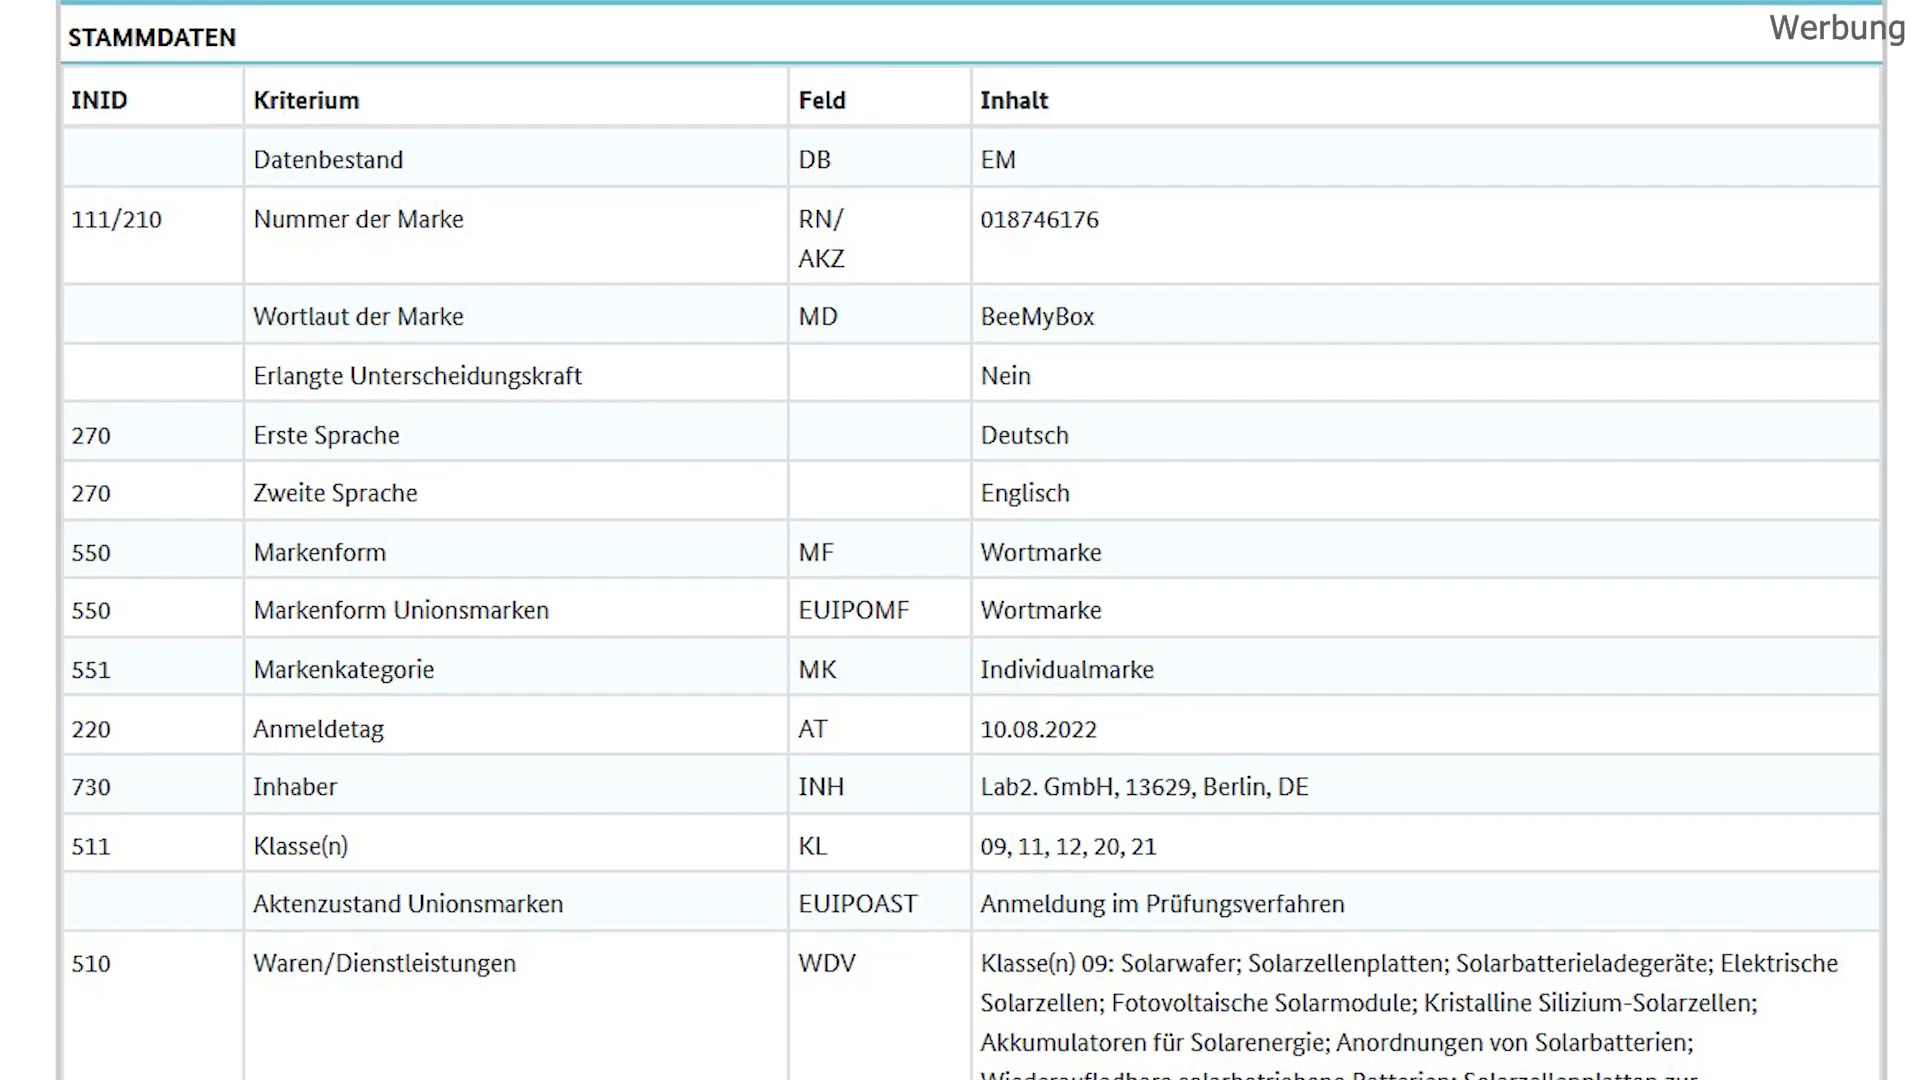 Werbung
STAMMDATEN
INID Kriterium Feld Inhalt
Datenbestand DB EM
111/210 Nummer der Marke RN/ 018746176
AKZ
Wortlaut der Marke MD BeeMyBox
Erlangte Unterscheidungskraft Nein
270 Erste Sprache Deutsch
270 Zweite Sprache Englisch
550 Markenform MF Wortmarke
550 Markenform Unionsmarken EUIPOMF Wortmarke
551 Markenkategorie MK Individualmarke
220 Anmeldetag AT 10.08.2022
730 Inhaber INH Lab2. GmbH, 13629, Berlin, DE
511 Klasse(n) KL 09, 11, 12, 20, 21
Aktenzustand Unionsmarken EUIPOAST Anmeldung im Prüfungsverfahren
510 Waren/Dienstleistungen WDV Klasse(n) 09: Solarwafer; Solarzellenplatten; Solarbatterieladegeräte; Elektrische
Solarzellen; Fotovoltaische Solarmodule; Kristalline Silizium-Solarzellen;
Akkumulatoren für Solarenergie; Anordnungen von Solarbatterien;
Wiederaufladbare solarbetriebene Batterien; Solarzellenplatten zur